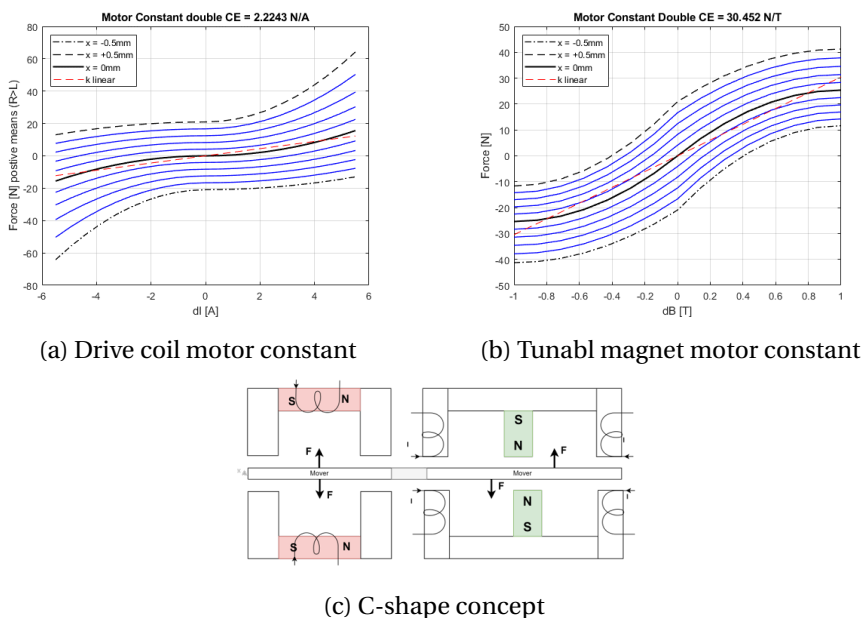 Motor Constant double CE = 2.2243 N/A
80
60
40
20
0
-20
-40
-60
-80
Force [N] postive means (R>L)
x = -0.5mm
x = +0.5mm
x = 0mm
k linear
-6
-4
-2
0
2
4
6
dI [A]
(a) Drive coil motor constant
Motor Constant Double CE = 30.452 N/T
50
40
30
20
10
0
-10
-20
-30
-40
-50
Force [N]
x = -0.5mm
x = +0.5mm
x = 0mm
k linear
-1
-0.8
-0.6
-0.4
-0.2
0
0.2
0.4
0.6
0.8
1
dB [T]
(b) Tunabl magnet motor constant
S
N
S
N
I
I
F
F
x
Mover
Mover
F
F
I
N
S
I
S
N
(c) C-shape concept